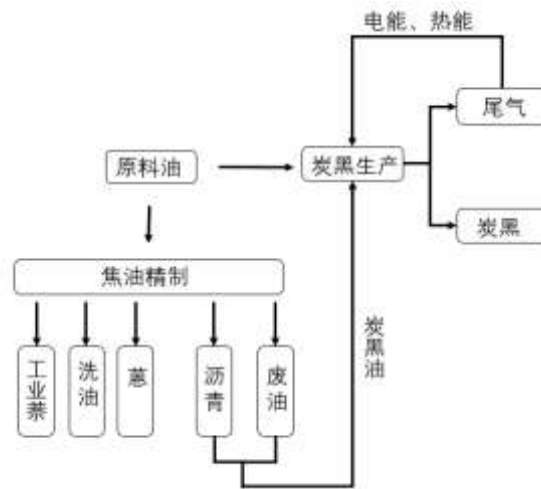 电能、热能
尾气
原料油
炭黑生产
炭黑
焦油精制
炭黑油
工业萘
洗油
蒽
沥青
废油